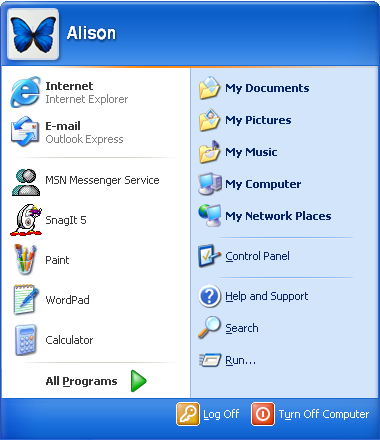 Alison
Internet
Internet Explorer
E-mail
Outlook Express
MSN Messenger Service
SnagIt 5
Paint
WordPad
Calculator
All Programs
My Documents
My Pictures
My Music
My Computer
My Network Places
Control Panel
Help and Support
Search
Run...
Log Off
Turn Off Computer